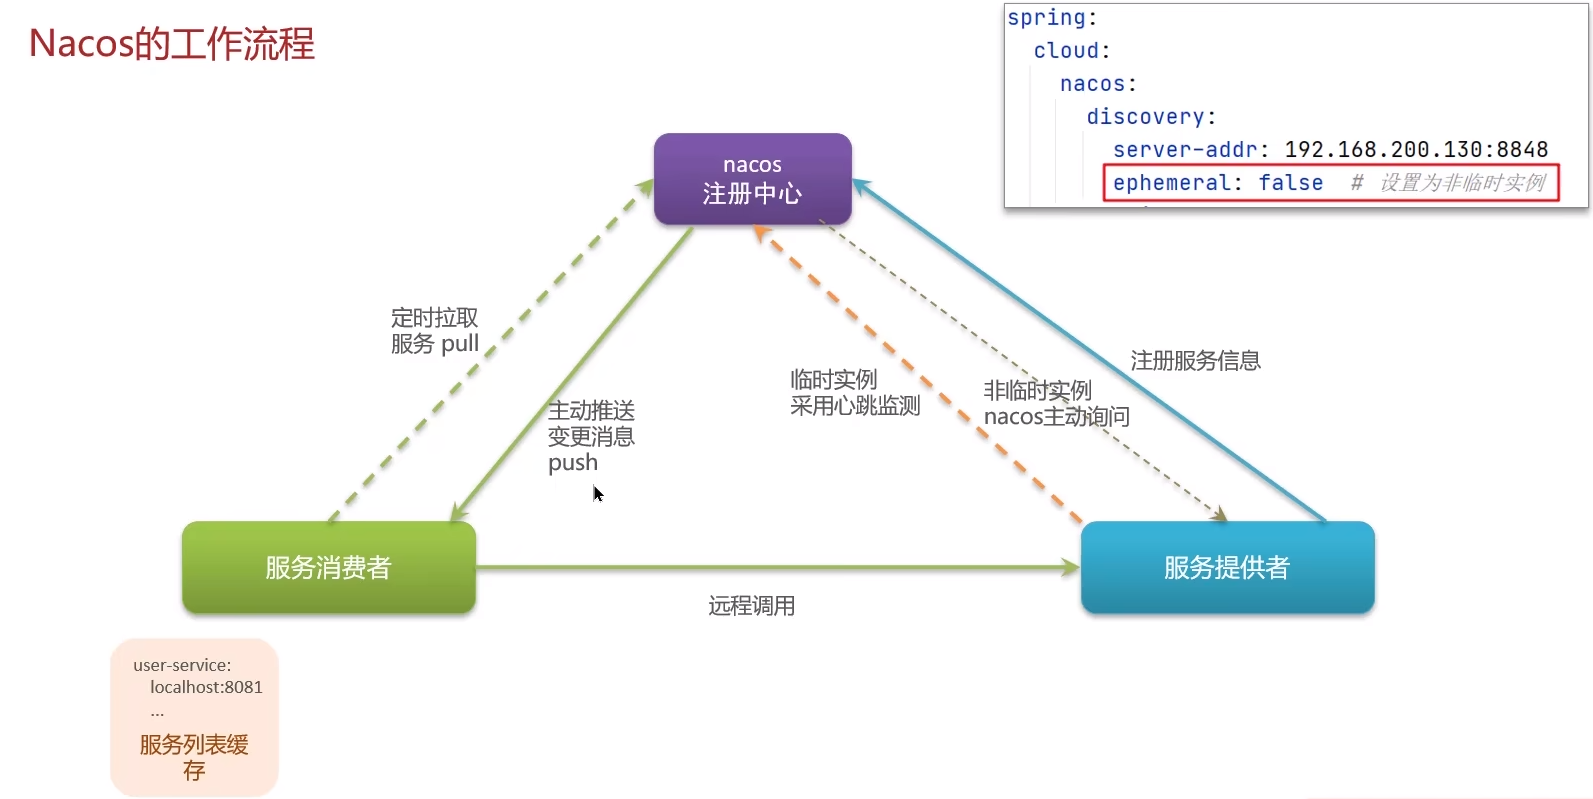 Nacos的工作流程
spring:
cloud:
nacos:
discovery:
server-addr: 192.168.200.130:8848
ephemeral: false # 设置为非临时实例
nacos
注册中心
定时拉取
服务 pull
主动推送
变更消息
push
临时实例
采用心跳监测
非临时实例
nacos主动询问
注册服务信息
服务消费者
远程调用
服务提供者
user-service:
localhost:8081
...
服务列表缓
存